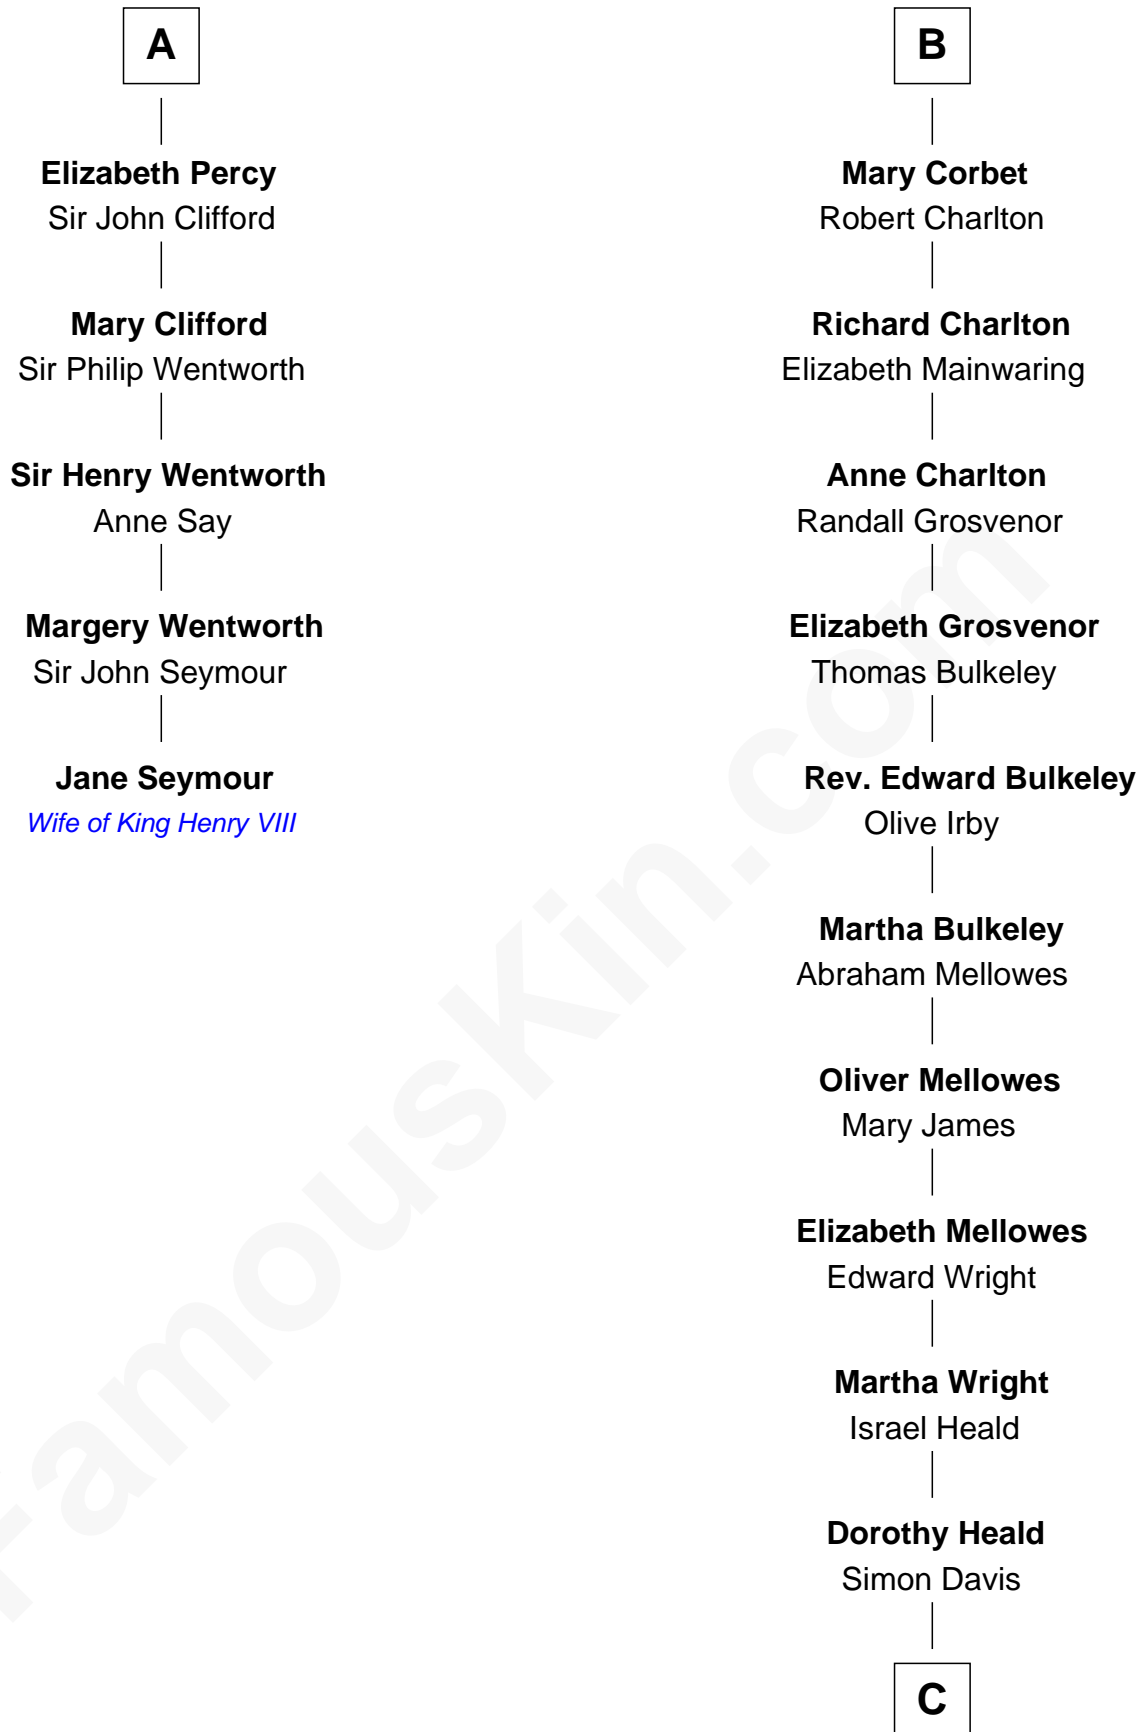 A
Elizabeth Percy
Sir John Clifford
Mary Clifford
Sir Philip Wentworth
Sir Henry Wentworth
Anne Say
Margery Wentworth
Sir John Seymour
Jane Seymour
Wife of King Henry VIII
B
Mary Corbet
Robert Charlton
Richard Charlton
Elizabeth Mainwaring
Anne Charlton
Randall Grosvenor
Elizabeth Grosvenor
Thomas Bulkeley
Rev. Edward Bulkeley
Olive Irby
Martha Bulkeley
Abraham Mellowes
Oliver Mellowes
Mary James
Elizabeth Mellowes
Edward Wright
Martha Wright
Israel Heald
Dorothy Heald
Simon Davis
C
FamousKin.com